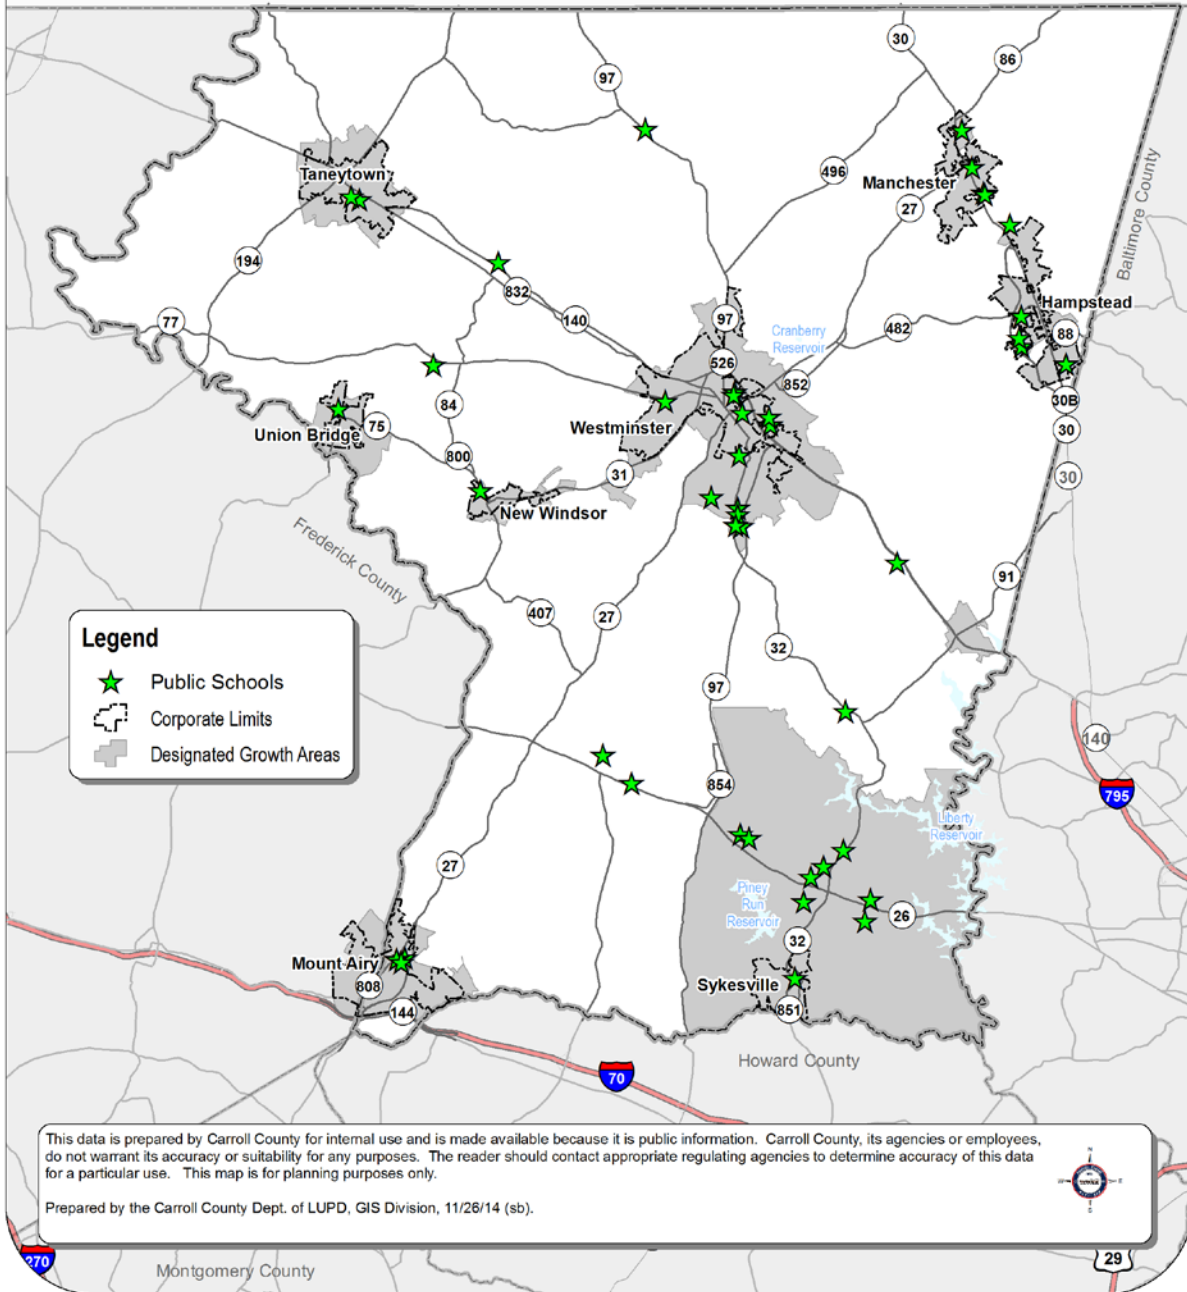 30
86
97
496
Manchester
27
Taneytown
Baltimore County
194
832
140
77
97
Cranberry
Reservoir
482
Hampstead
88
526
852
84
30B
Union Bridge
75
Westminster
30
800
31
30
New Windsor
Frederick County
91
407
27
32
Legend
Public Schools
Corporate Limits
Designated Growth Areas
97
140
854
795
Liberty
Reservoir
27
Piney
Run
Reservoir
26
32
Mount Airy
808
Sykesville
144
851
Howard County
70
This data is prepared by Carroll County for internal use and is made available because it is public information. Carroll County, its agencies or employees,
do not warrant its accuracy or suitability for any purposes. The reader should contact appropriate regulating agencies to determine accuracy of this data
for a particular use. This map is for planning purposes only.
Prepared by the Carroll County Dept. of LUPD, GIS Division, 11/26/14 (sb).
N
E
S
270
Montgomery County
29